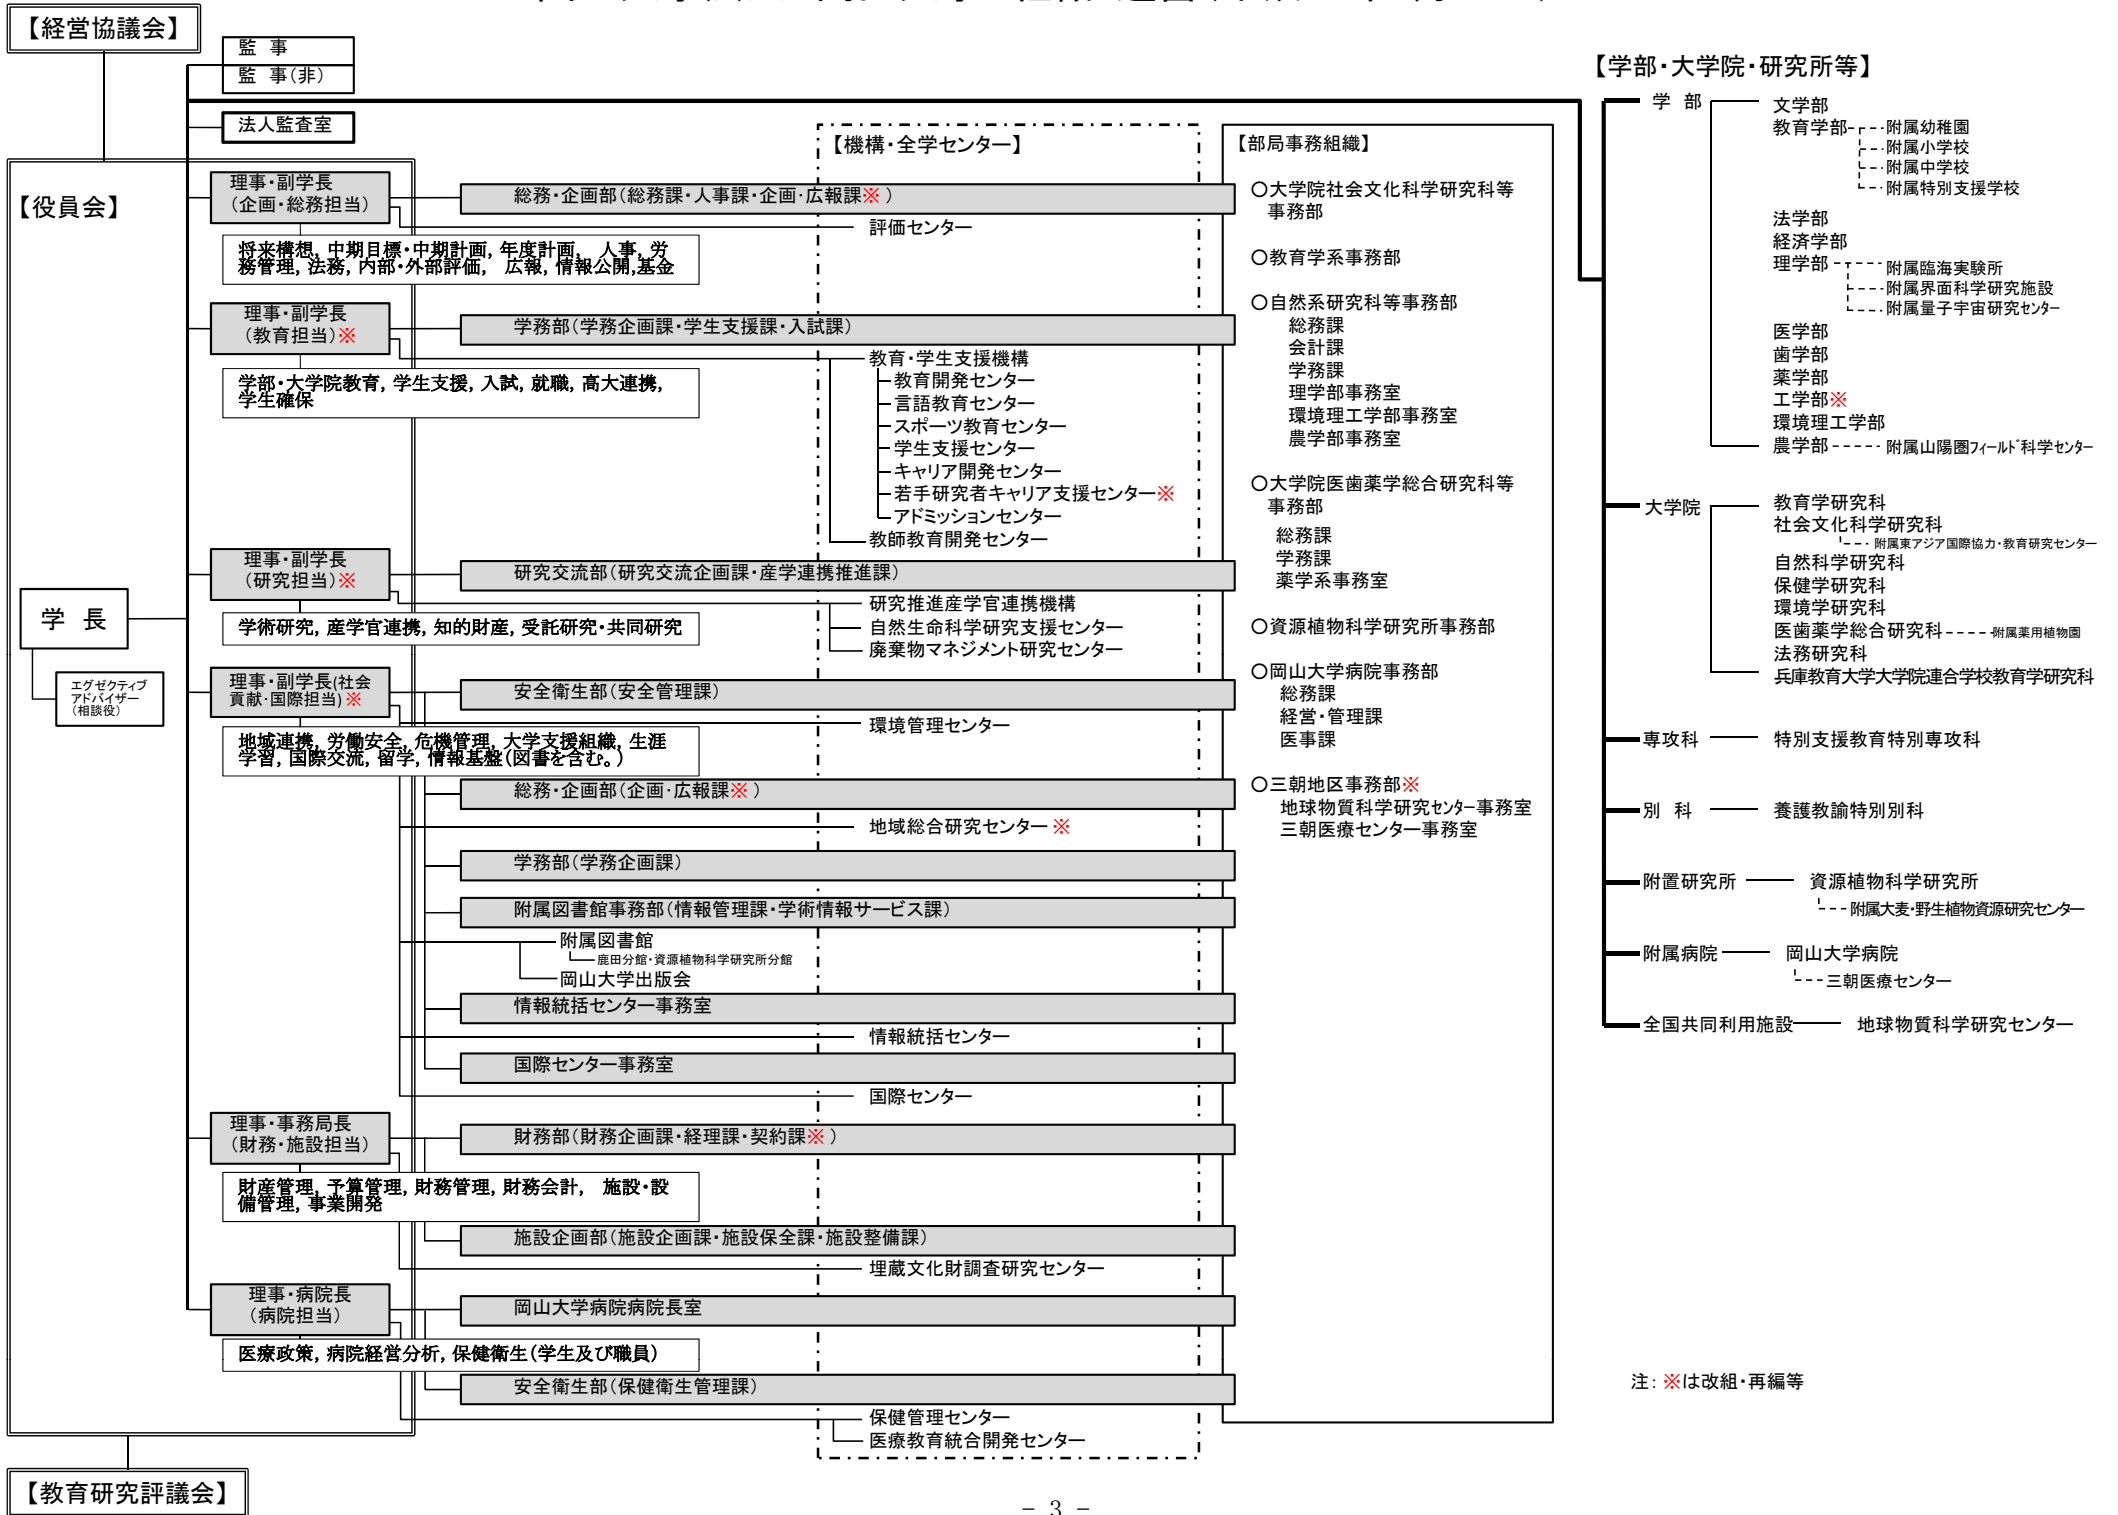 【経営協議会】
監　事
監　事(非)
法人監査室
【役員会】
学　長
エグゼクティブ
アドバイザー
(相談役)
理事・副学長
(企画・総務担当)
総務・企画部(総務課・人事課・企画・広報課※)
評価センター
将来構想, 中期目標・中期計画, 年度計画,　人事, 労
務管理, 法務, 内部・外部評価,　広報, 情報公開,基金
理事・副学長
(教育担当)※
学務部(学務企画課・学生支援課・入試課)
学部・大学院教育, 学生支援, 入試, 就職, 高大連携,
学生確保
教育・学生支援機構
教育開発センター
言語教育センター
スポーツ教育センター
学生支援センター
キャリア開発センター
若手研究者キャリア支援センター※
アドミッションセンター
教師教育開発センター
理事・副学長
(研究担当)※
研究交流部(研究交流企画課・産学連携推進課)
学術研究, 産学官連携, 知的財産, 受託研究・共同研究
研究推進産学官連携機構
自然生命科学研究支援センター
廃棄物マネジメント研究センター
理事・副学長(社会
貢献・国際担当)※
安全衛生部(安全管理課)
環境管理センター
地域連携, 労働安全, 危機管理, 大学支援組織, 生涯
学習, 国際交流, 留学, 情報基盤(図書を含む。)
総務・企画部(企画・広報課※)
地域総合研究センター※
学務部(学務企画課)
附属図書館事務部(情報管理課・学術情報サービス課)
附属図書館
鹿田分館・資源植物科学研究所分館
岡山大学出版会
情報統括センター事務室
情報統括センター
国際センター事務室
国際センター
理事・事務局長
(財務・施設担当)
財務部(財務企画課・経理課・契約課※)
財産管理, 予算管理, 財務管理, 財務会計,　施設・設
備管理, 事業開発
施設企画部(施設企画課・施設保全課・施設整備課)
埋蔵文化財調査研究センター
理事・病院長
(病院担当)
岡山大学病院病院長室
医療政策, 病院経営分析, 保健衛生(学生及び職員)
安全衛生部(保健衛生管理課)
保健管理センター
医療教育統合開発センター
【教育研究評議会】
【機構・全学センター】
【部局事務組織】
○大学院社会文化科学研究科等
事務部
○教育学系事務部
○自然系研究科等事務部
総務課
会計課
学務課
理学部事務室
環境理工学部事務室
農学部事務室
○大学院医歯薬学総合研究科等
事務部
総務課
学務課
薬学系事務室
○資源植物科学研究所事務部
○岡山大学病院事務部
総務課
経営・管理課
医事課
○三朝地区事務部※
地球物質科学研究センター事務室
三朝医療センター事務室
【学部・大学院・研究所等】
学　部
文学部
教育学部
附属幼稚園
附属小学校
附属中学校
附属特別支援学校
法学部
経済学部
理学部
附属臨海実験所
附属界面科学研究施設
附属量子宇宙研究センター
医学部
歯学部
薬学部
工学部※
環境理工学部
農学部
附属山陽圏フィールド科学センター
大学院
教育学研究科
社会文化科学研究科
附属東アジア国際協力・教育研究センター
自然科学研究科
保健学研究科
環境学研究科
医歯薬学総合研究科
附属薬用植物園
法務研究科
兵庫教育大学大学院連合学校教育学研究科
専攻科
特別支援教育特別専攻科
別　科
養護教諭特別別科
附置研究所
資源植物科学研究所
附属大麦・野生植物資源研究センター
附属病院
岡山大学病院
三朝医療センター
全国共同利用施設
地球物質科学研究センター
注: ※は改組・再編等
－ 3 －